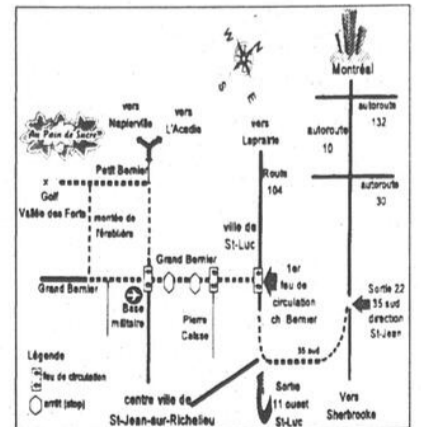 Montréal
autoroute
132
autoroute
10
autoroute
30
N
E
S
vers
Napierville
vers
L'Acadie
vers
Laprairie
Au Pain de Sucre
Petit Bernier
x
Golf
Vallée des Forts
montée de
l'érablière
Route
104
ville de
St-Luc
Grand Bernier
Grand Bernier
1er
feu de
circulation
ch Bernier
Sortie 22
35 sud
direction
St-Jean
Base
militaire
Pierre
Caisse
35 sud
Légende
feu de circulation
arrêt (stop)
centre ville de
St-Jean-sur-Richelieu
Sortie
11 ouest
St-Luc
Vers
Sherbrooke